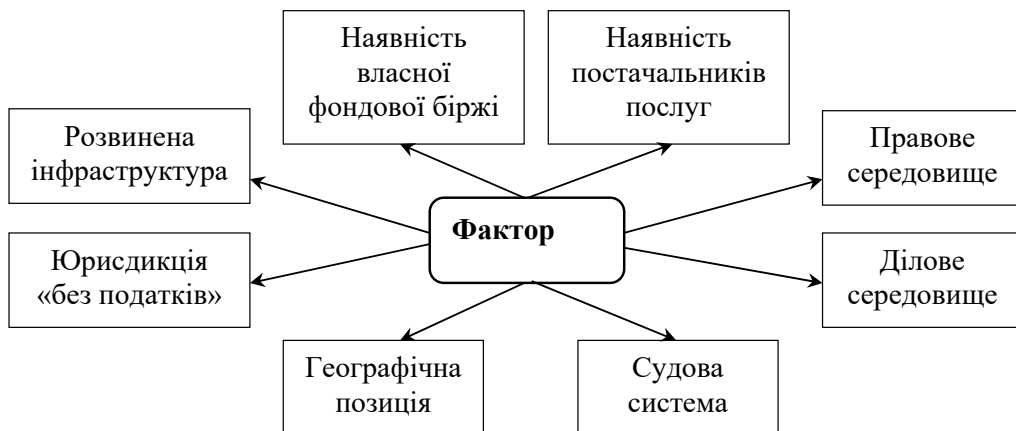 Наявність
власної
фондової біржі
Наявність
постачальників
послуг
Розвинена
інфраструктура
Правове
середовище
Фактор
Юрисдикція
«без податків»
Ділове
середовище
Географічна
позиція
Судова
система